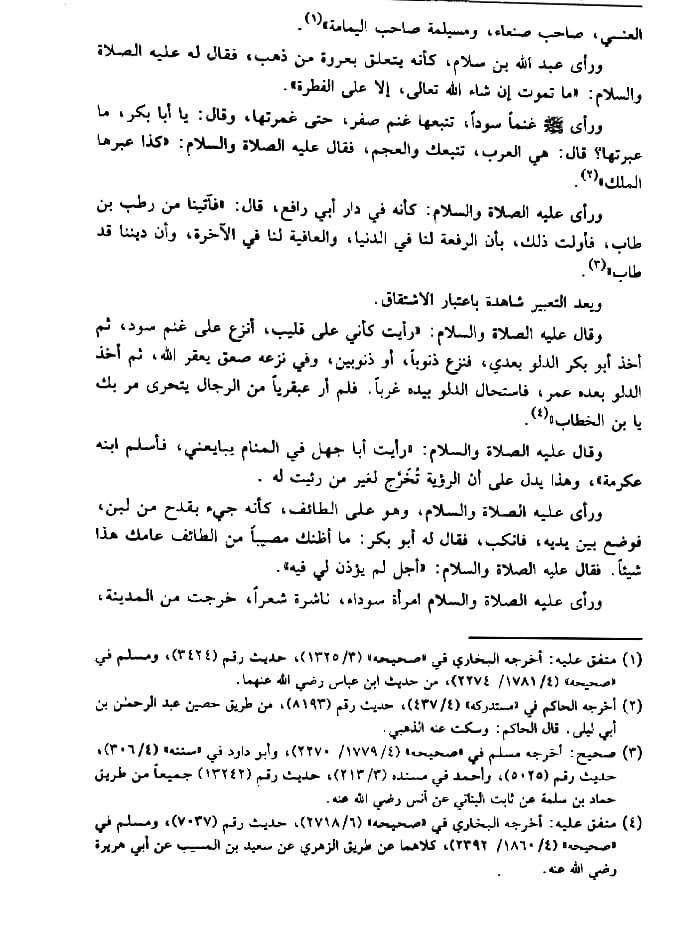 العنسي، صاحب صنعاء، ومسيلمة صاحب اليمامة»(١).
ورأى عبد الله بن سلام، كأنه يتعلق بعروة من ذهب، فقال له عليه الصلاة
والسلام: «ما تموت إن شاء الله تعالى، إلا على الفطرة».
ورأى ﷺ غنماً سوداً، تتبعها غنم صفر، حتى غمرتها، وقال: يا أبا بكر، ما
عبرتها؟ قال: هي العرب، تتبعك والعجم، فقال عليه الصلاة والسلام: «كذا عبرها
الملك»(٢).
ورأى عليه الصلاة والسلام: كأنه في دار أبي رافع، قال: «فآتينا من رطب بن
طاب، فأولت ذلك، بأن الرفعة لنا في الدنيا، والعافية لنا في الآخرة، وأن ديننا قد
طاب»(٣).
ويعد التعبير شاهدة باعتبار الاشتقاق.
وقال عليه الصلاة والسلام: «رأيت كأني على قليب، أنزع على غنم سود، ثم
أخذ أبو بكر الدلو بعدي، فنزع ذنوباً، أو ذنوبين، وفي نزعه صعق يعقر الله، ثم أخذ
الدلو بعده عمر، فاستحال الدلو بيده غرباً. فلم أر عبقرياً من الرجال يتحرى مر بك
يا بن الخطاب»(٤).
وقال عليه الصلاة والسلام: «رأيت أبا جهل في المنام يبايعني، فأسلم ابنه
عكرمة»، وهذا يدل على أن الرؤية تُخَرَّج لغير من رئيت له .
ورأى عليه الصلاة والسلام، وهو على الطائف، كأنه جيء بقدح من لبن،
فوضع بين يديه، فانكب، فقال له أبو بكر: ما أظنك مصيباً من الطائف عامك هذا
شيئاً. فقال عليه الصلاة والسلام: «أجل لم يؤذن لي فيه».
ورأى عليه الصلاة والسلام امرأة سوداء، ناشرة شعراً، خرجت من المدينة،
(١) متفق عليه: أخرجه البخاري في «صحيحه» (١٣٢٥/٣)، حديث رقم (٣٤٢٤)، ومسلم في
«صحيحه» (١٧٨١/٤/ ٢٢٧٤)، من حديث ابن عباس رضي الله عنهما.
(٢) أخرجه الحاكم في «مستدركه» (٤٣٧/٤)، حديث رقم (٨١٩٣)، من طريق حصين عبد الرحمٰن بن
أبي ليلى. قال الحاكم: وسكت عنه الذهبي.
(٣) صحيح: أخرجه مسلم في «صحيحه» (١٧٧٩/٤/ ٢٢٧٠)، وأبو داود في «سننه» (٣٠٦/٤)،
حديث رقم (٥٠٢٥)، وأحمد في مسنده (٢١٣/٣)، حديث رقم (١٣٢٤٢) جميعاً من طريق
حماد بن سلمة عن ثابت البناني عن أنس رضي الله عنه.
(٤) متفق عليه: أخرجه البخاري في «صحيحه» (٢٧١٨/٦)، حديث رقم (٧٠٣٧)، ومسلم في
«صحيحه» (١٨٦٠/٤/ ٢٣٩٢)، كلاهما عن طريق الزهري عن سعيد بن المسيب عن أبي هريرة
رضي الله عنه.